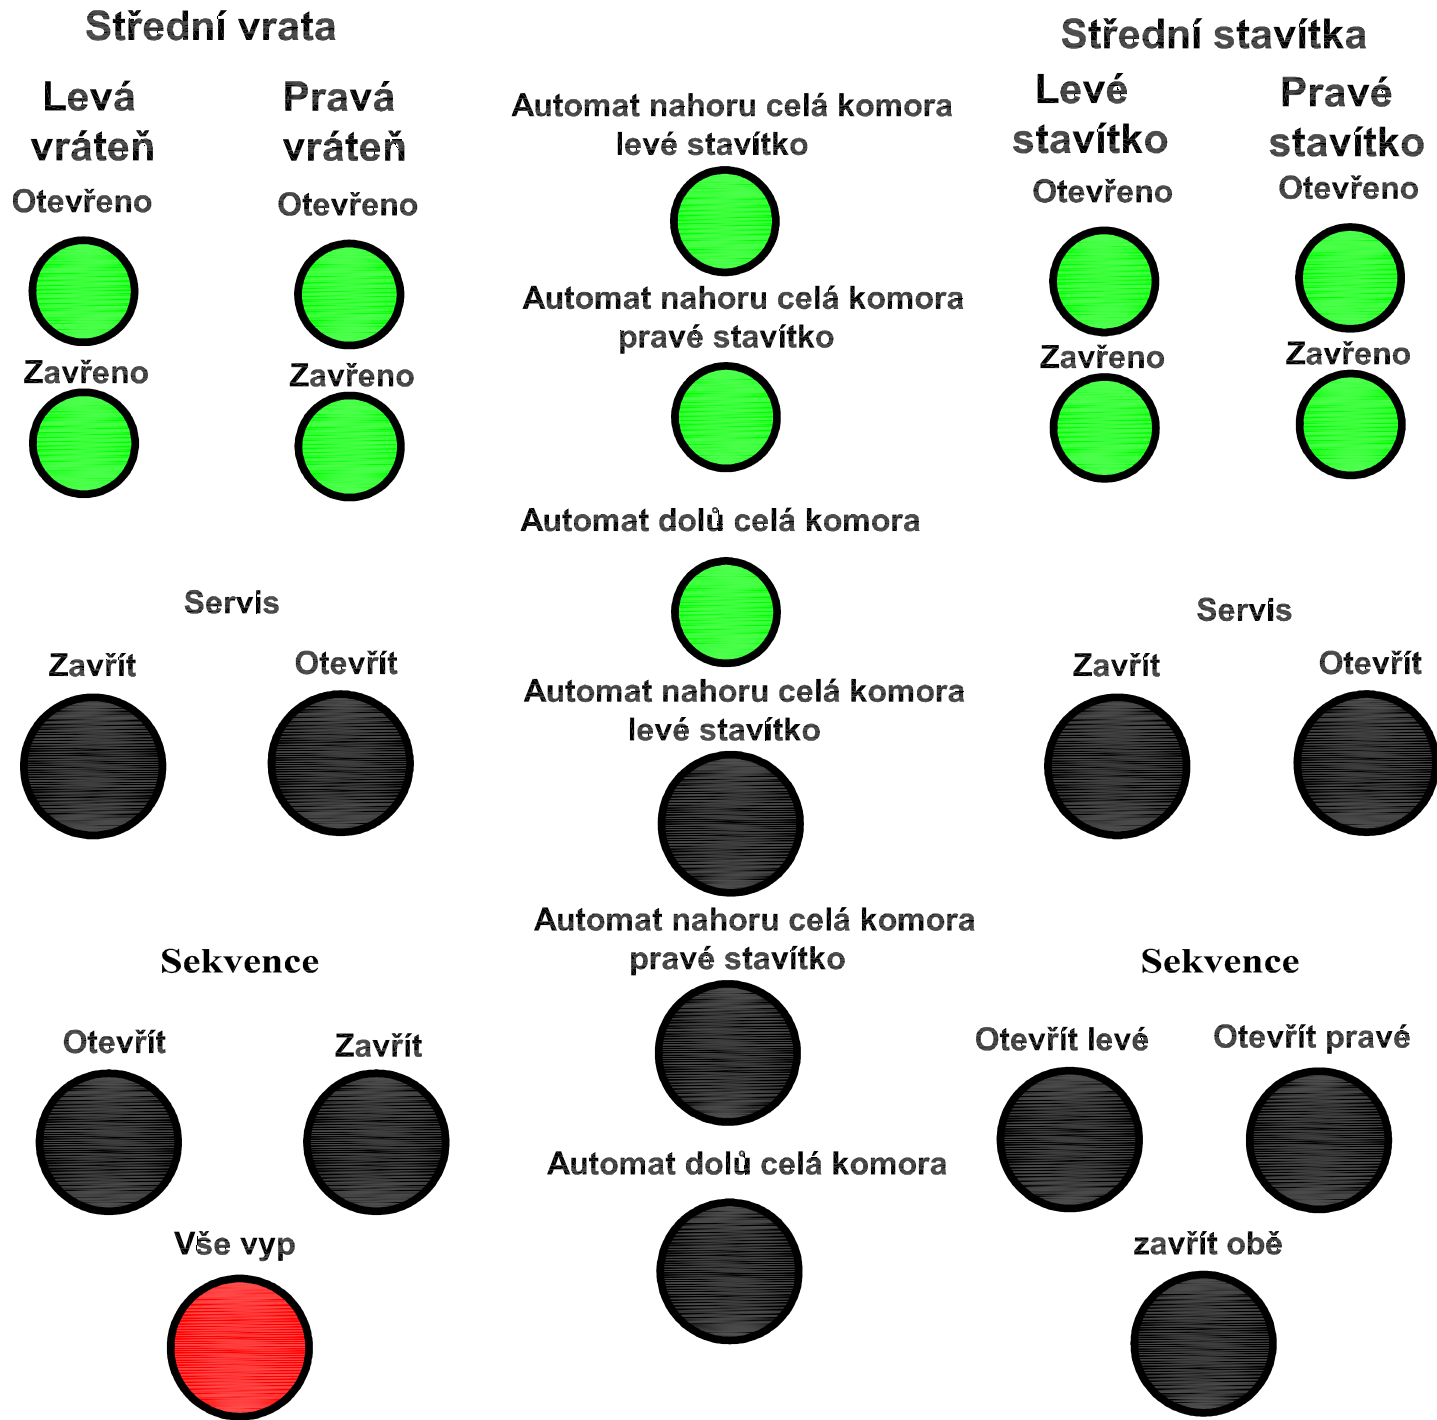 Střední vrata
Levá
vráteň
Pravá
vráteň
Otevřeno
Otevřeno
Zavřeno
Zavřeno
Servis
Zavřít
Otevřít
Sekvence
Otevřít
Zavřít
Vše vyp
Automat nahoru celá komora
levé stavítko
Automat nahoru celá komora
pravé stavítko
Automat dolů celá komora
Automat nahoru celá komora
levé stavítko
Automat nahoru celá komora
pravé stavítko
Automat dolů celá komora
Střední stavítka
Levé
stavítko
Pravé
stavítko
Otevřeno
Otevřeno
Zavřeno
Zavřeno
Servis
Zavřít
Otevřít
Sekvence
Otevřít levé
Otevřít pravé
zavřít obě